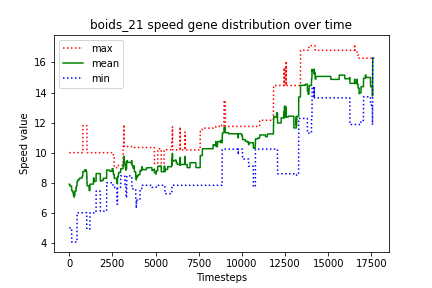 boids_21 speed gene distribution over time
max
mean
min
Speed value
16
14
12
10
8
6
4
0 2500 5000 7500 10000 12500 15000 17500
Timesteps